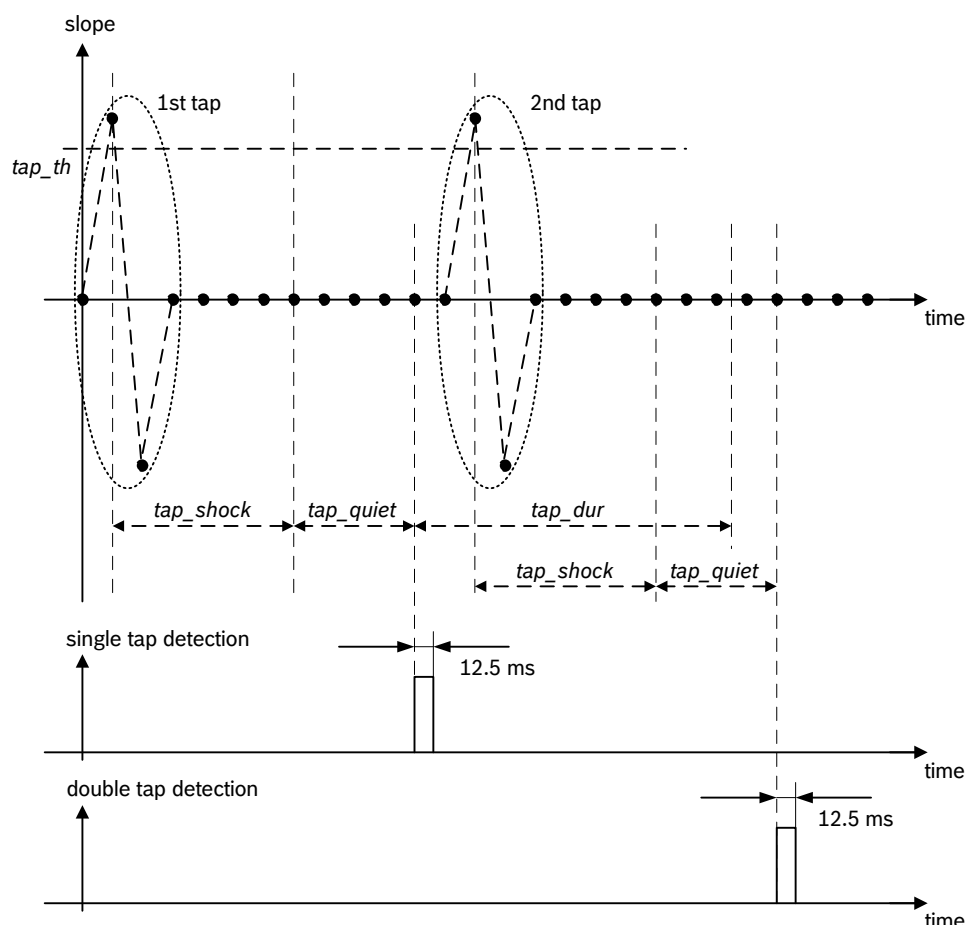 slope
1st tap
2nd tap
tap_th
time
tap_shock
tap_quiet
tap_dur
tap_shock
tap_quiet
single tap detection
12.5 ms
time
double tap detection
12.5 ms
time